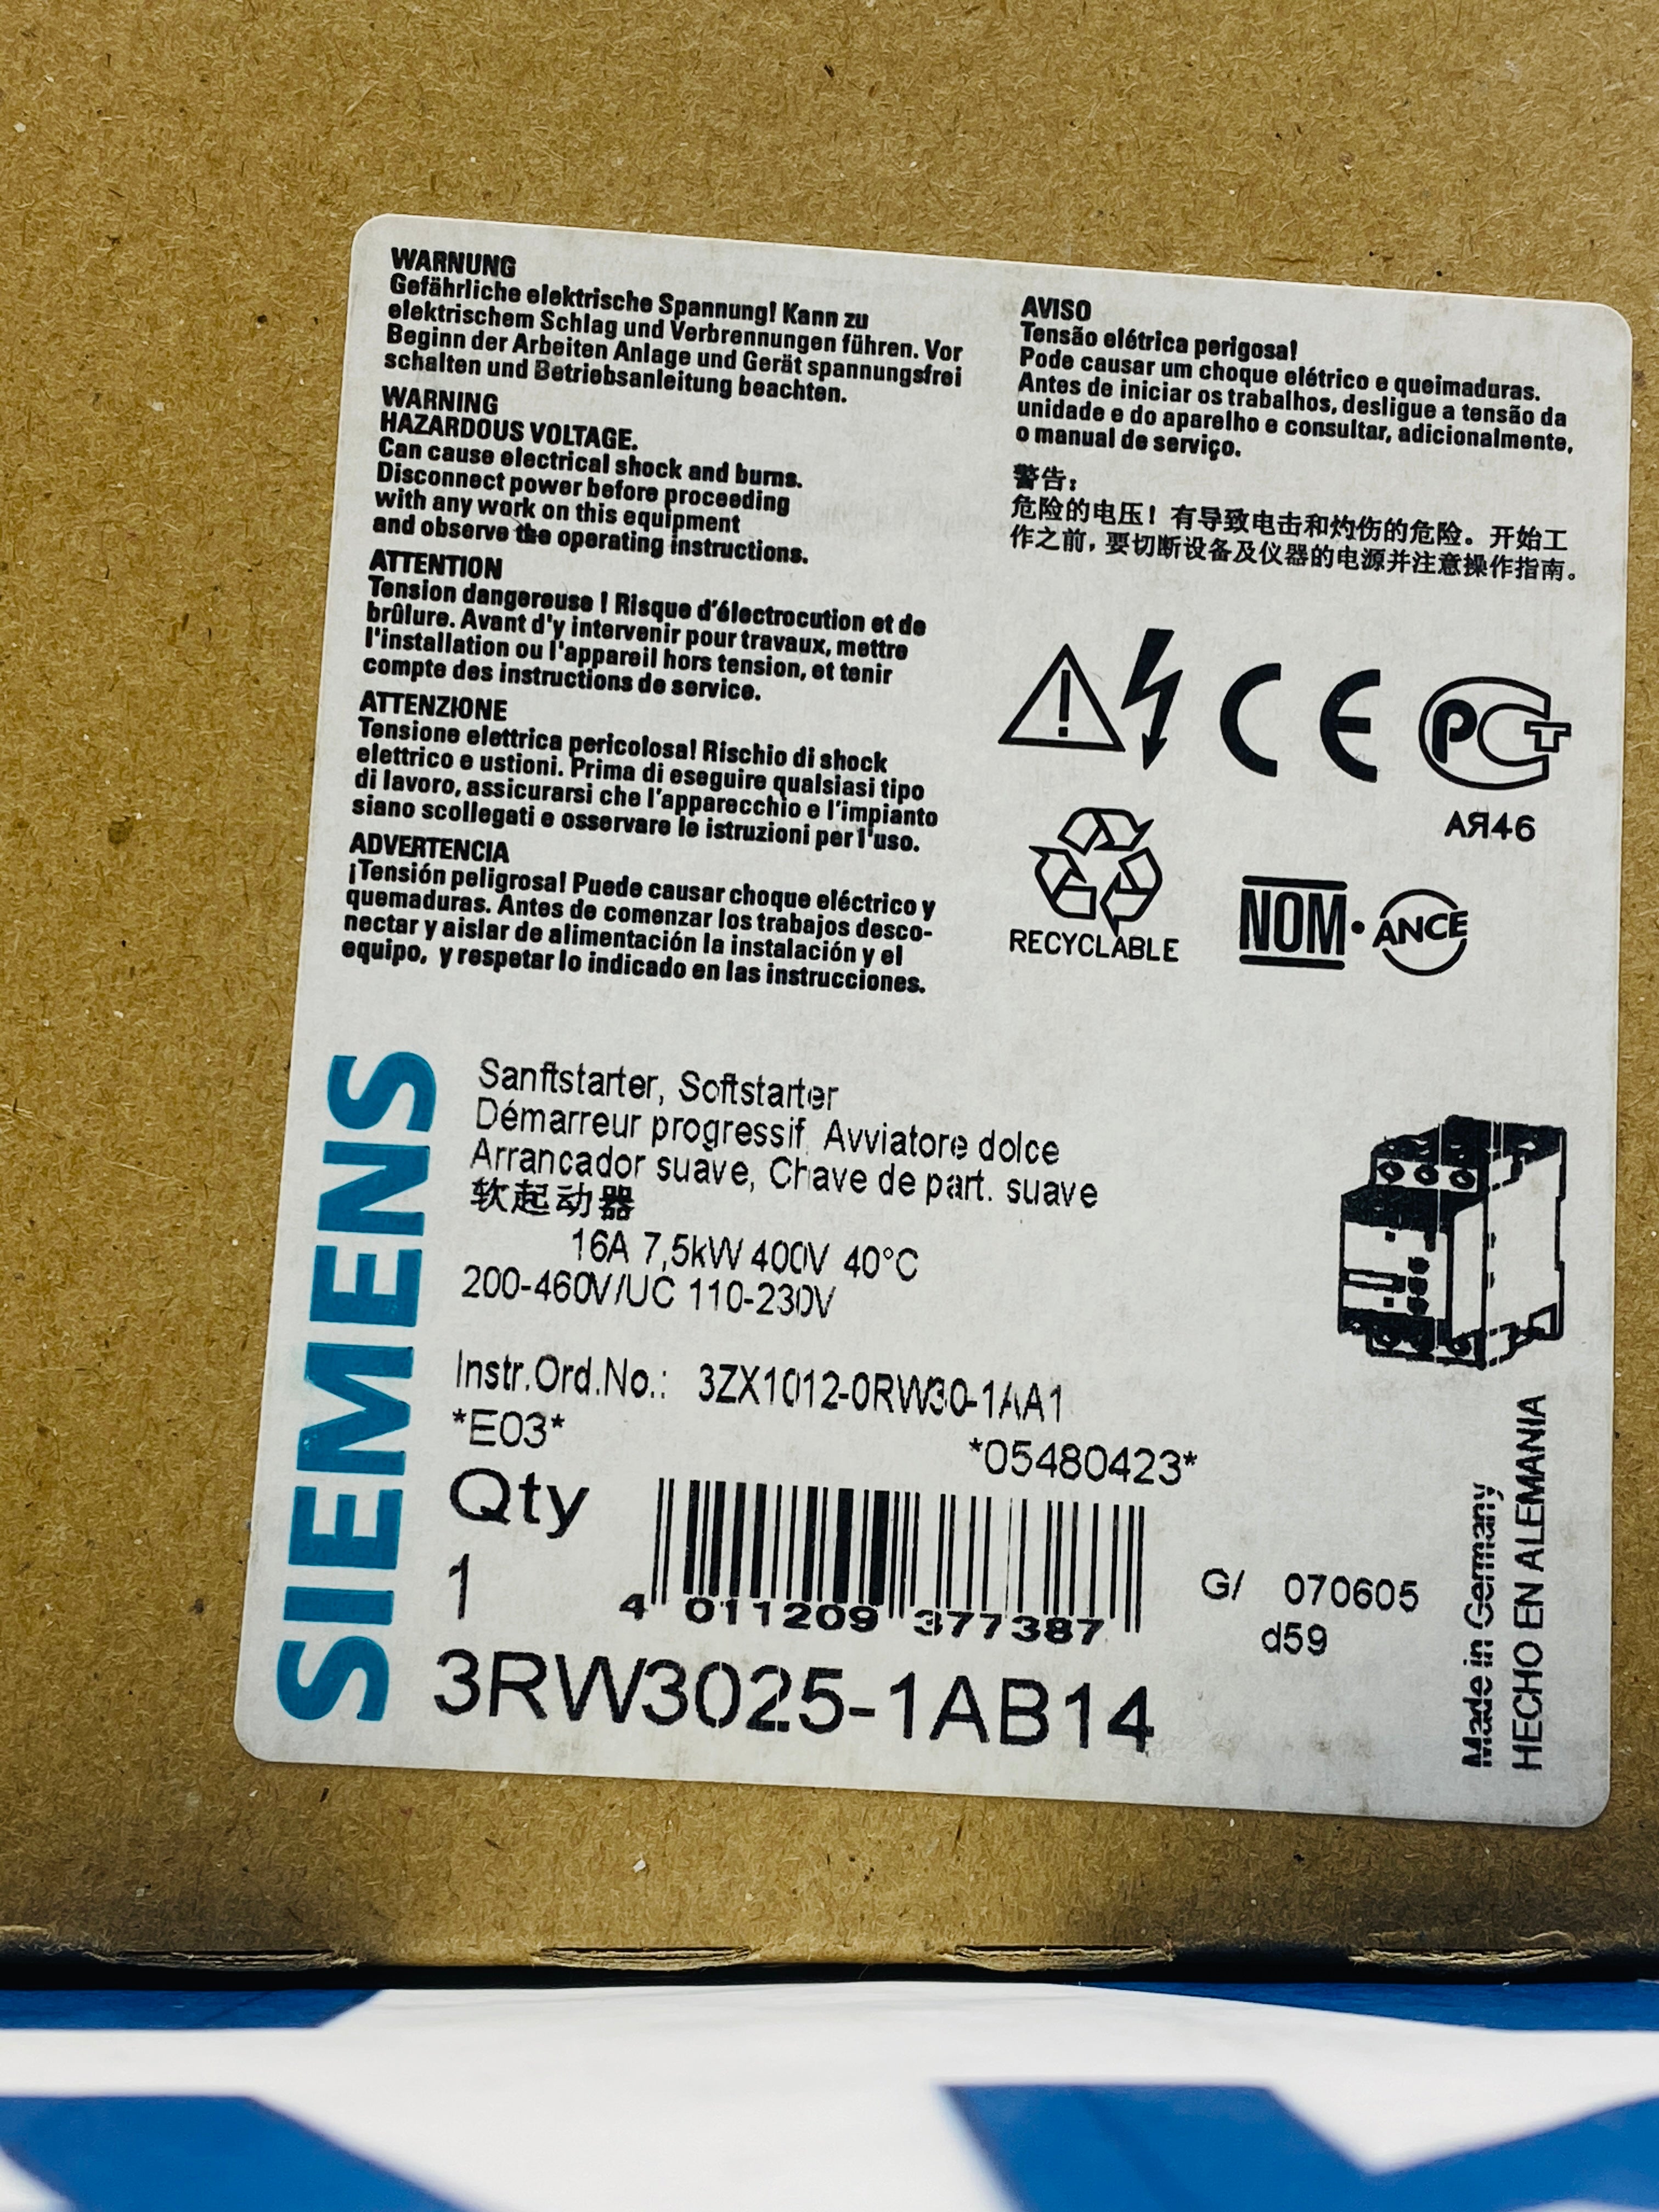 WARNUNG
Gefährliche elektrische Spannung! Kann zu
elektrischem Schlag und Verbrennungen führen. Vor
Beginn der Arbeiten Anlage und Gerät spannungsfrei
schalten und Betriebsanleitung beachten.
WARNING
HAZARDOUS VOLTAGE.
Can cause electrical shock and burns.
Disconnect power before proceeding
with any work on this equipment
and observe the operating instructions.
ATTENTION
Tension dangereuse ! Risque d'électrocution et de
brûlure. Avant d'y intervenir pour travaux, mettre
l'installation ou l'appareil hors tension, et tenir
compte des instructions de service.
ATTENZIONE
Tensione elettrica pericolosa! Rischio di shock
elettrico e ustioni. Prima di eseguire qualsiasi tipo
di lavoro, assicurarsi che l'apparecchio e l'impianto
siano scollegati e osservare le istruzioni per l'uso.
ADVERTENCIA
¡Tensión peligrosa! Puede causar choque eléctrico y
quemaduras. Antes de comenzar los trabajos desco-
nectar y aislar de alimentación la instalación y el
equipo, y respetar lo indicado en las instrucciones.
AVISO
Tensão elétrica perigosa!
Pode causar um choque elétrico e queimaduras.
Antes de iniciar os trabalhos, desligue a tensão da
unidade e do aparelho e consultar, adicionalmente,
o manual de serviço.
警告：
危险的电压！有导致电击和灼伤的危险。开始工
作之前，要切断设备及仪器的电源并注意操作指南。
CE
РСТ
АЯ46
RECYCLABLE
NOM·ANCE
SIEMENS
Sanftstarter, Softstarter
Démarreur progressif, Avviatore dolce
Arrancador suave, Chave de part. suave
软起动器
16A 7,5kW 400V 40°C
200-460V/UC 110-230V
Instr.Ord.No.: 3ZX1012-0RW30-1AA1
*E03*
*05480423*
Qty
1
4 011209 377387
G/ 070605
d59
3RW3025-1AB14
Made in Germany
HECHO EN ALEMANIA